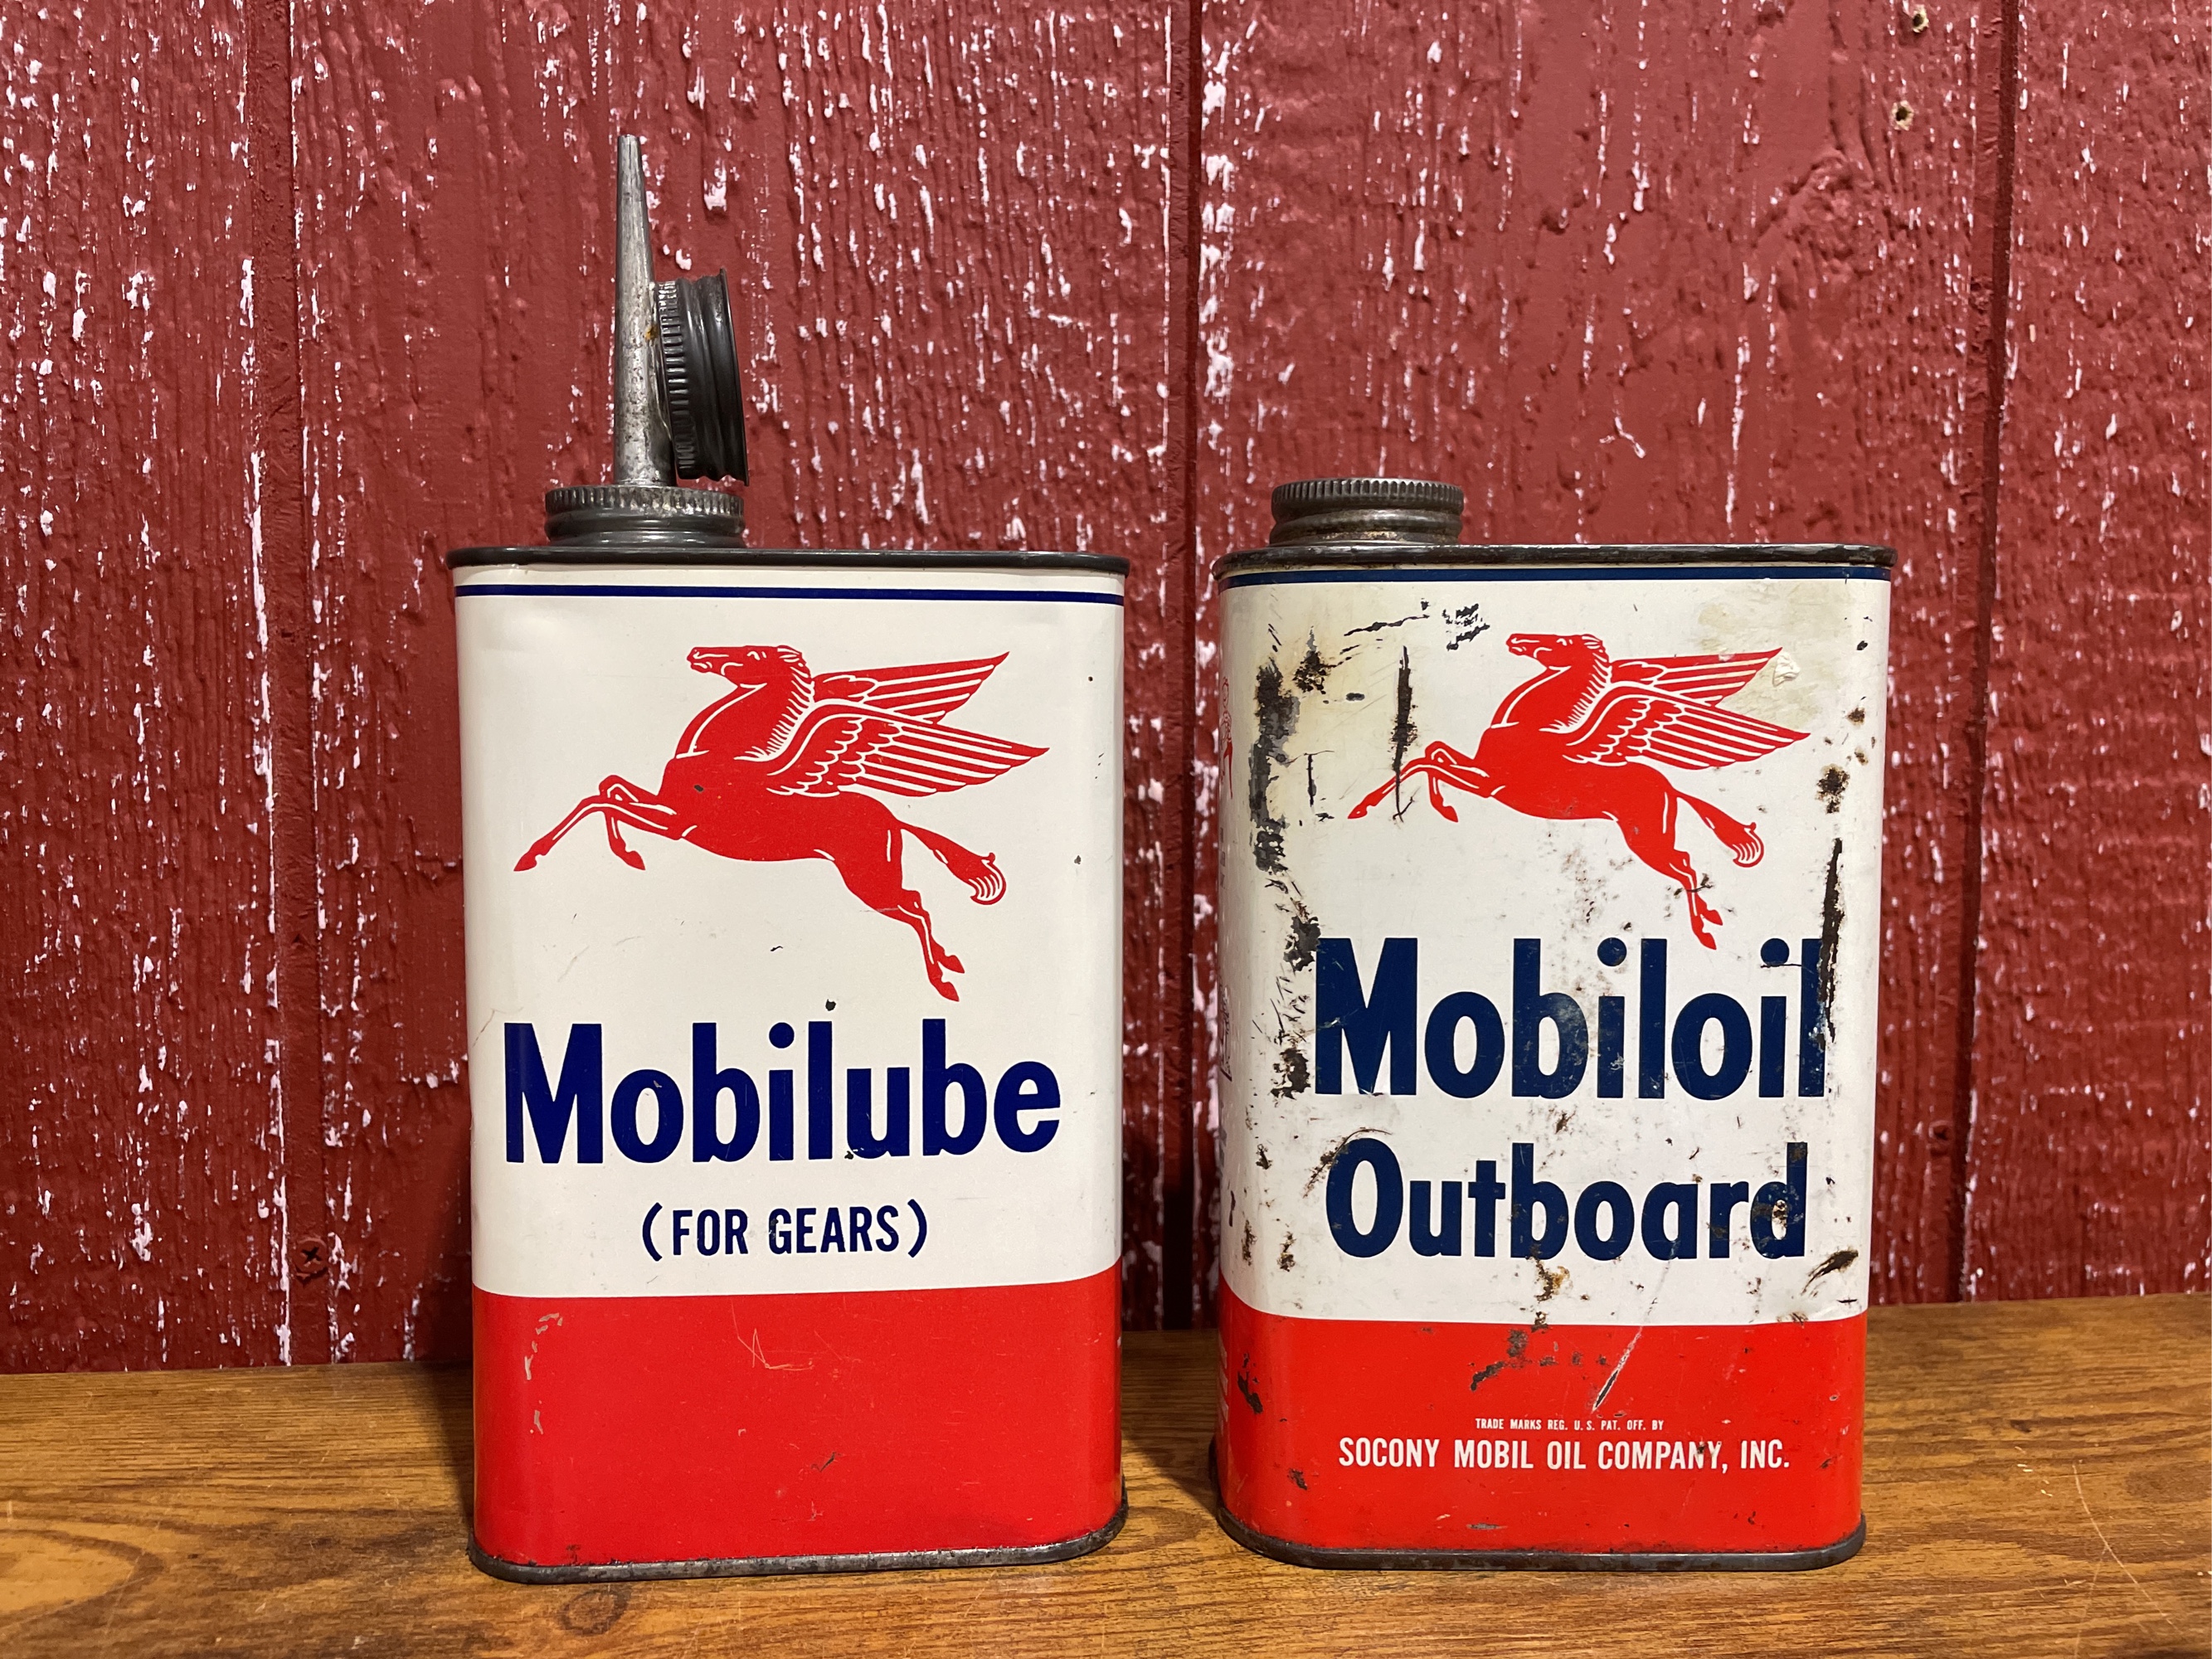 Mobilube
(FOR GEARS)
Mobiloil
Outboard
TRADE MARKS REG. U.S. PAT. OFF. BY
SOCONY MOBIL OIL COMPANY, INC.